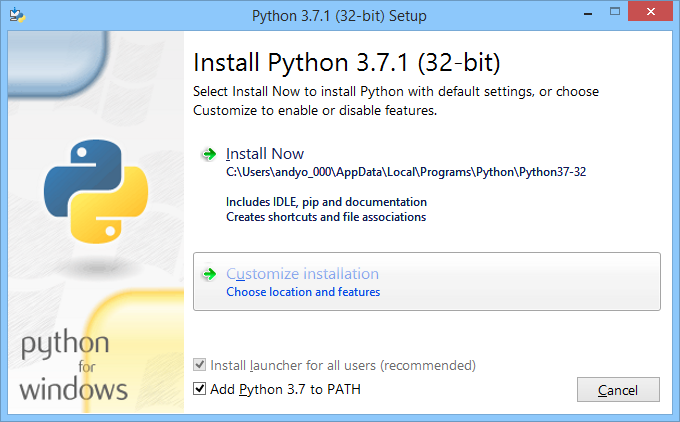 Python 3.7.1 (32-bit) Setup
Install Python 3.7.1 (32-bit)
Select Install Now to install Python with default settings, or choose
Customize to enable or disable features.
Install Now
C:\Users\andyo_000\AppData\Local\Programs\Python\Python37-32
Includes IDLE, pip and documentation
Creates shortcuts and file associations
Customize installation
Choose location and features
python
for
windows
Install launcher for all users (recommended)
Add Python 3.7 to PATH
Cancel